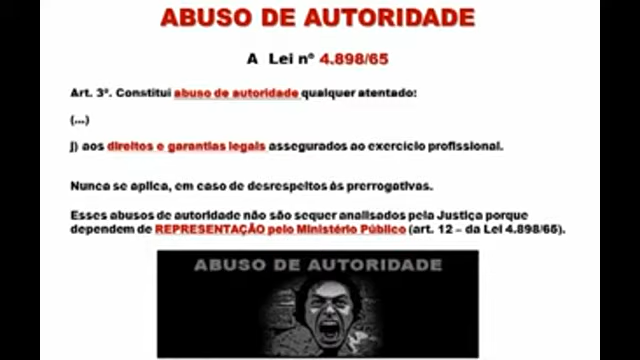 ABUSO DE AUTORIDADE
A Lei nº 4.898/65
Art. 3º. Constitui abuso de autoridade qualquer atentado:
(...)
j) aos direitos e garantias legais assegurados ao exercício profissional.
Nunca se aplica, em caso de desrespeitos às prerrogativas.
Esses abusos de autoridade não são sequer analisados pela Justiça porque
dependem de REPRESENTAÇÃO pelo Ministério Público (art. 12 – da Lei 4.898/65).
ABUSO DE AUTORIDADE